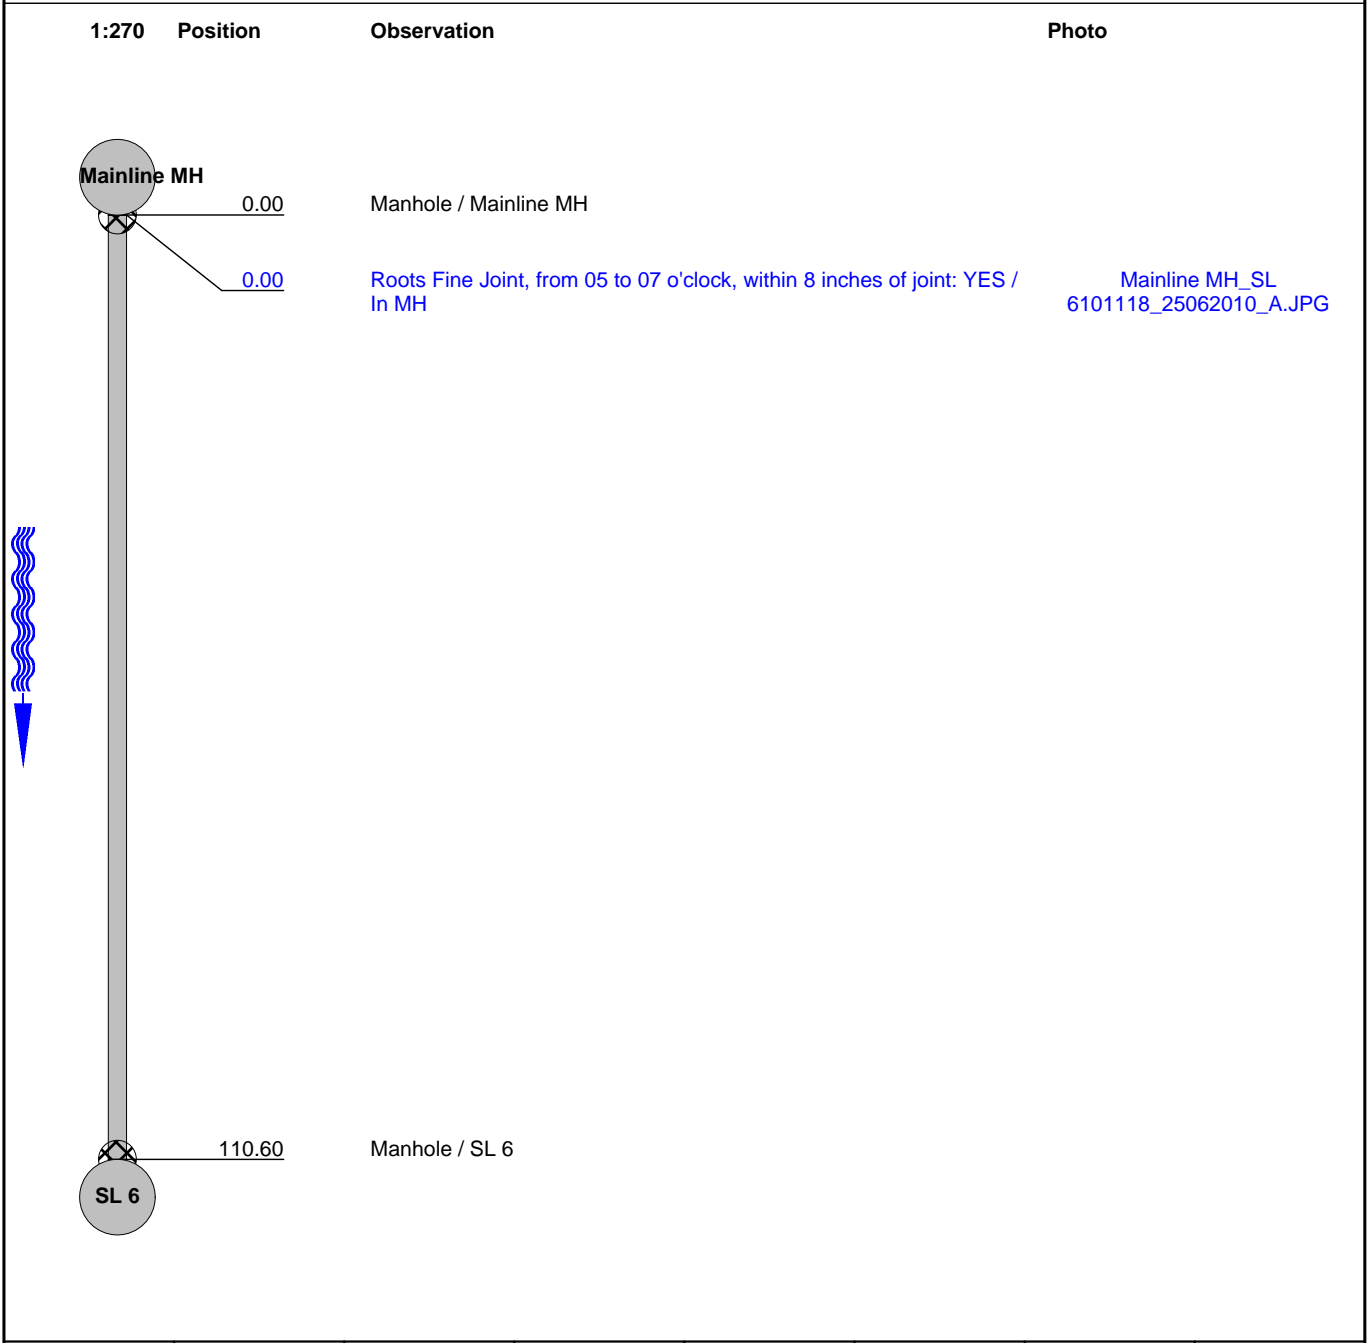 1:270 Position Observation Photo
Mainline MH
0.00 Manhole / Mainline MH
0.00 Roots Fine Joint, from 05 to 07 o'clock, within 8 inches of joint: YES / Mainline MH_SL
In MH 6101118_25062010_A.JPG
110.60 Manhole / SL 6
SL 6